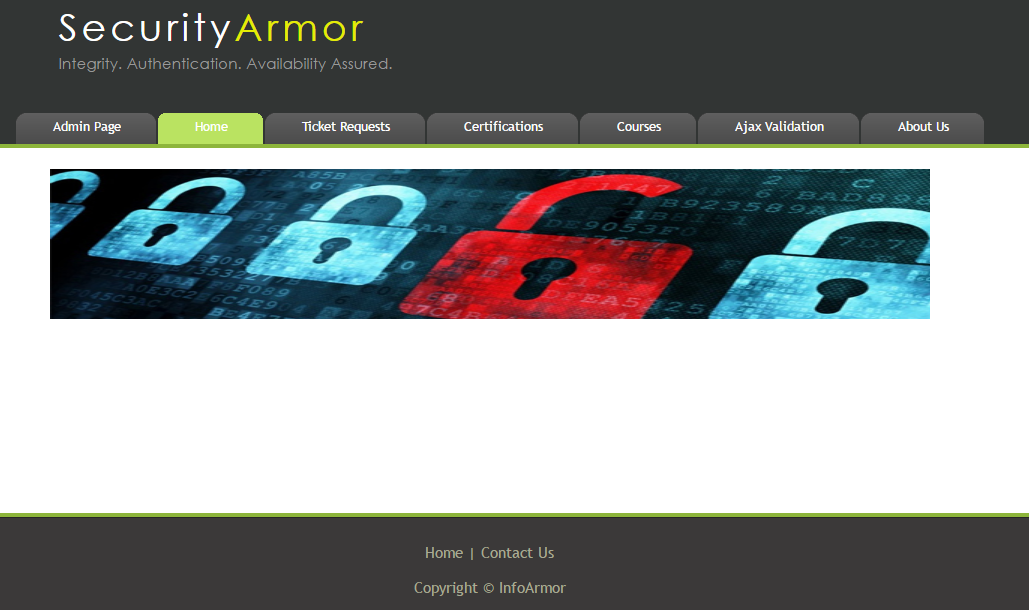 SecurityArmor
Integrity. Authentication. Availability Assured.
Admin Page Home Ticket Requests Certifications Courses Ajax Validation About Us
Home | Contact Us
Copyright © InfoArmor